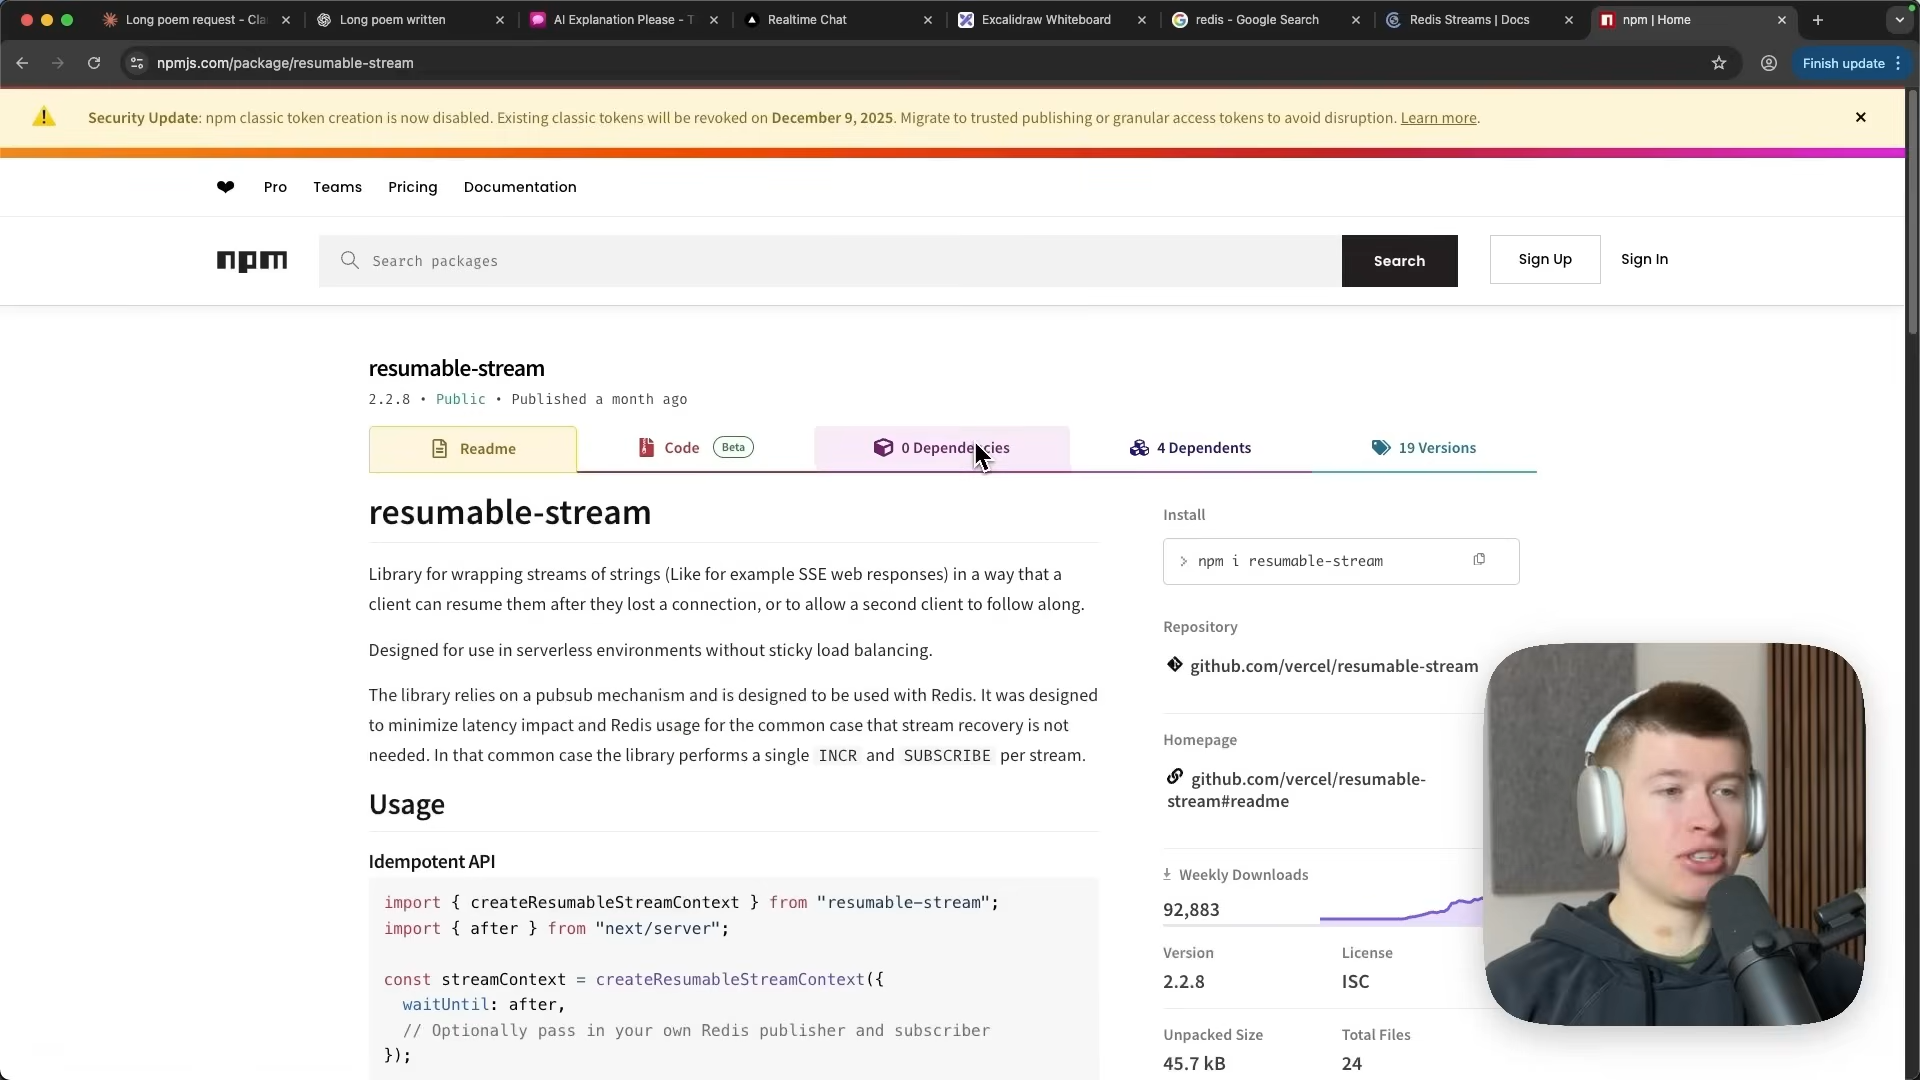 Long poem request - Cla
Long poem written
AI Explanation Please - T
Realtime Chat
Excalidraw Whiteboard
redis - Google Search
Redis Streams | Docs
npm | Home
npmjs.com/package/resumable-stream
Finish update
Security Update: npm classic token creation is now disabled. Existing classic tokens will be revoked on December 9, 2025. Migrate to trusted publishing or granular access tokens to avoid disruption. Learn more.
Pro
Teams
Pricing
Documentation
npm
Search packages
Search
Sign Up
Sign In
resumable-stream
2.2.8 • Public • Published a month ago
Readme
Code Beta
0 Dependencies
4 Dependents
19 Versions
resumable-stream
Library for wrapping streams of strings (Like for example SSE web responses) in a way that a
client can resume them after they lost a connection, or to allow a second client to follow along.
Designed for use in serverless environments without sticky load balancing.
The library relies on a pubsub mechanism and is designed to be used with Redis. It was designed
to minimize latency impact and Redis usage for the common case that stream recovery is not
needed. In that common case the library performs a single INCR and SUBSCRIBE per stream.
Usage
Idempotent API
import { createResumableStreamContext } from "resumable-stream";
import { after } from "next/server";
const streamContext = createResumableStreamContext({
waitUntil: after,
// Optionally pass in your own Redis publisher and subscriber
});
Install
> npm i resumable-stream
Repository
github.com/vercel/resumable-stream
Homepage
github.com/vercel/resumable-
stream#readme
Weekly Downloads
92,883
Version
License
2.2.8
ISC
Unpacked Size
Total Files
45.7 kB
24